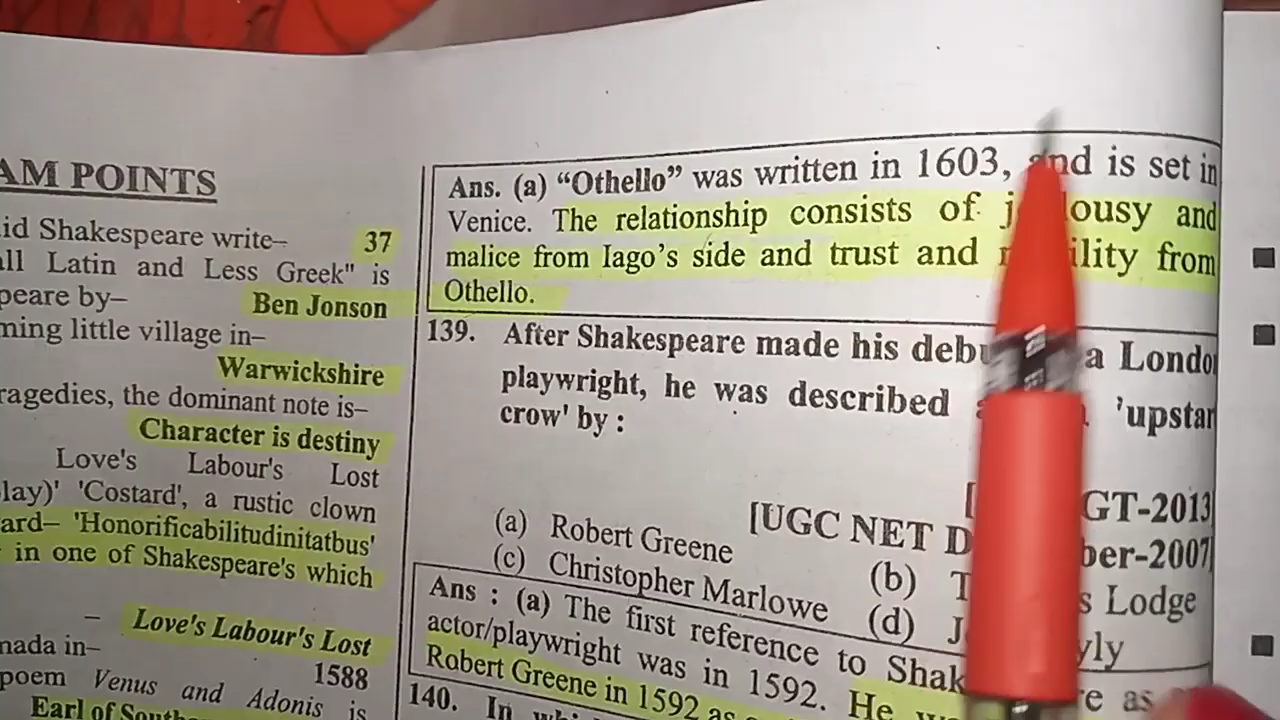 AM POINTS
id Shakespeare write– 37
ll Latin and Less Greek" is
peare by– Ben Jonson
ming little village in–
Warwickshire
ragedies, the dominant note is–
Character is destiny
Love's Labour's Lost
lay)' 'Costard', a rustic clown
ard– 'Honorificabilitudinitatbus'
in one of Shakespeare's which
– Love's Labour's Lost
mada in–
1588
poem Venus and Adonis is
Earl of
Ans. (a) “Othello” was written in 1603, and is set in
Venice. The relationship consists of jealousy and
malice from Iago’s side and trust and from
Othello.
139. After Shakespeare made his a
playwright, he was described
crow' by :
GT-2013
[UGC NET ber-2007
(a) Robert Greene
(b) Lodge
(c) Christopher Marlowe
(d)
Ans : (a) The first reference to
actor/playwright was in 1592. He
Robert Greene in 1592 as
140. In